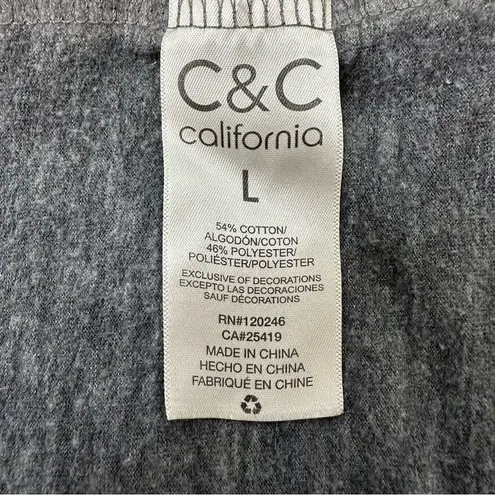 C&C
california
L
54% COTTON/
ALGODÓN/COTON
46% POLYESTER/
POLIÉSTER/POLYESTER
EXCLUSIVE OF DECORATIONS
EXCEPTO LAS DECORACIONES
SAUF DÉCORATIONS
RN#120246
CA#25419
MADE IN CHINA
HECHO EN CHINA
FABRIQUÉ EN CHINE